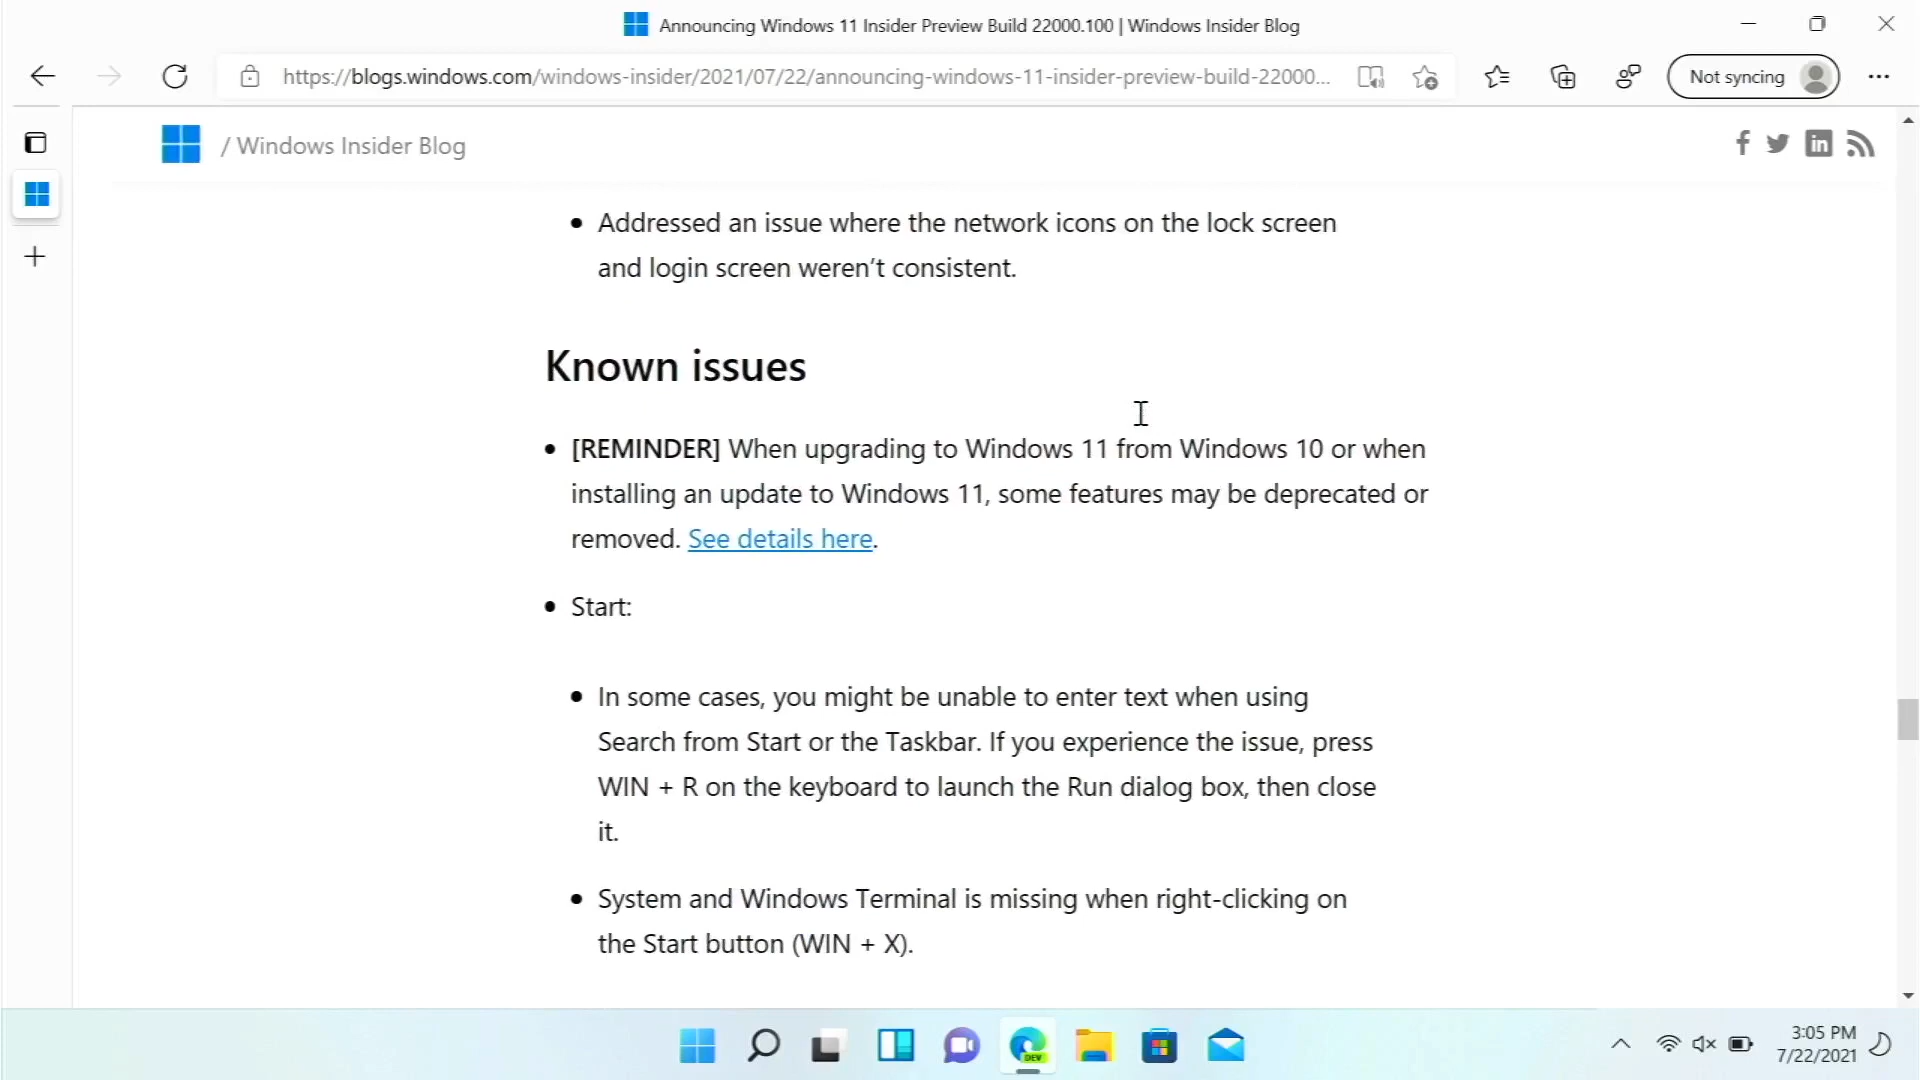 Announcing Windows 11 Insider Preview Build 22000.100 | Windows Insider Blog
https://blogs.windows.com/windows-insider/2021/07/22/announcing-windows-11-insider-preview-build-22000...
Not syncing
/ Windows Insider Blog
f
in
• Addressed an issue where the network icons on the lock screen
and login screen weren’t consistent.
Known issues
• [REMINDER] When upgrading to Windows 11 from Windows 10 or when
installing an update to Windows 11, some features may be deprecated or
removed. See details here.
• Start:
• In some cases, you might be unable to enter text when using
Search from Start or the Taskbar. If you experience the issue, press
WIN + R on the keyboard to launch the Run dialog box, then close
it.
• System and Windows Terminal is missing when right-clicking on
the Start button (WIN + X).
DEV
3:05 PM
7/22/2021